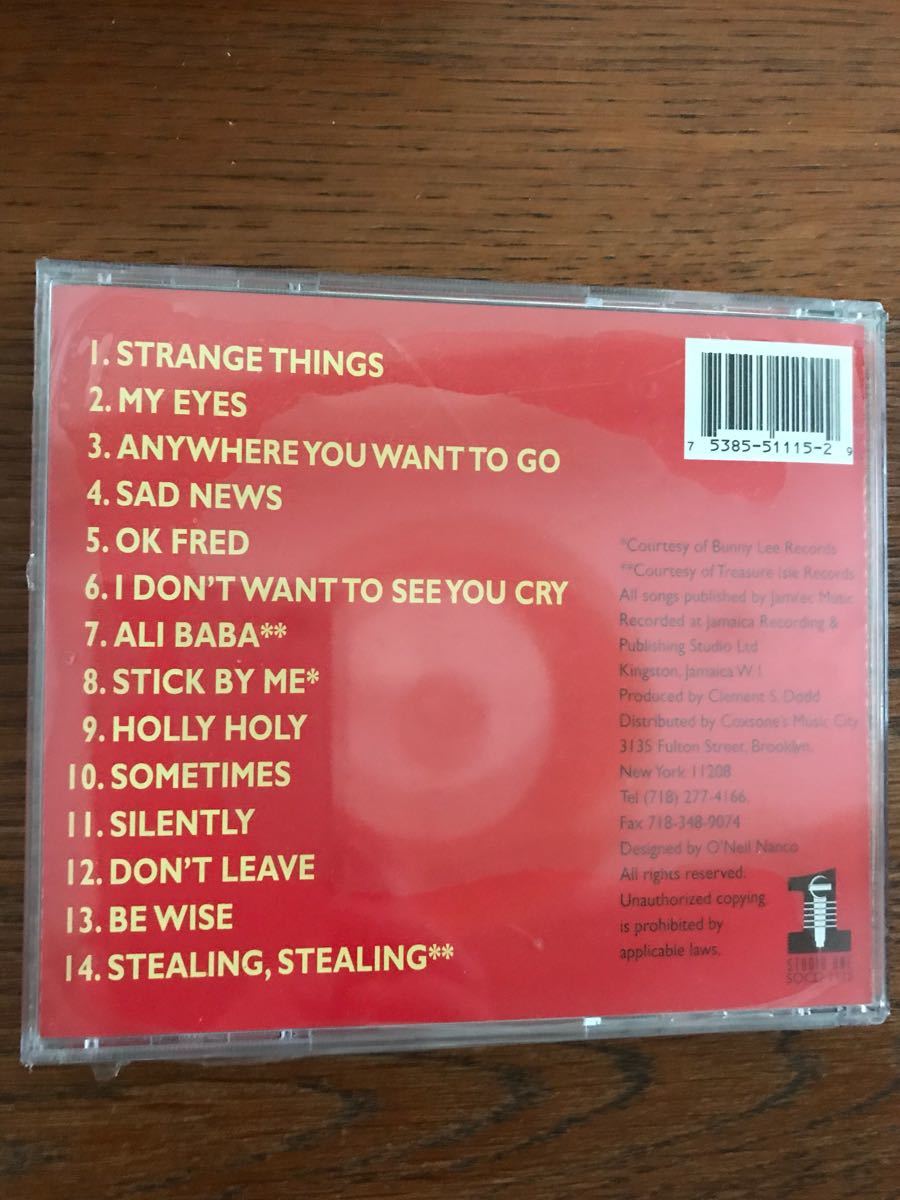 1. STRANGE THINGS
2. MY EYES
3. ANYWHERE YOU WANT TO GO
4. SAD NEWS
5. OK FRED
6. I DON'T WANT TO SEE YOU CRY
7. ALI BABA**
8. STICK BY ME*
9. HOLLY HOLY
10. SOMETIMES
11. SILENTLY
12. DON'T LEAVE
13. BE WISE
14. STEALING, STEALING**
7 5385-51115-2 9
*Courtesy of Bunny Lee Records
**Courtesy of Treasure Isle Records
All songs published by Jamrec Music
Recorded at Jamaica Recording &
Publishing Studio Ltd
Kingston, Jamaica W.I
Produced by Clement S. Dodd
Distributed by Coxsone's Music City
3135 Fulton Street, Brooklyn,
New York 11208
Tel (718) 277-4166
Fax 718-348-9074
Designed by O'Neil Nanco
All rights reserved.
Unauthorized copying
is prohibited by
applicable laws.
1
STUDIO ONE